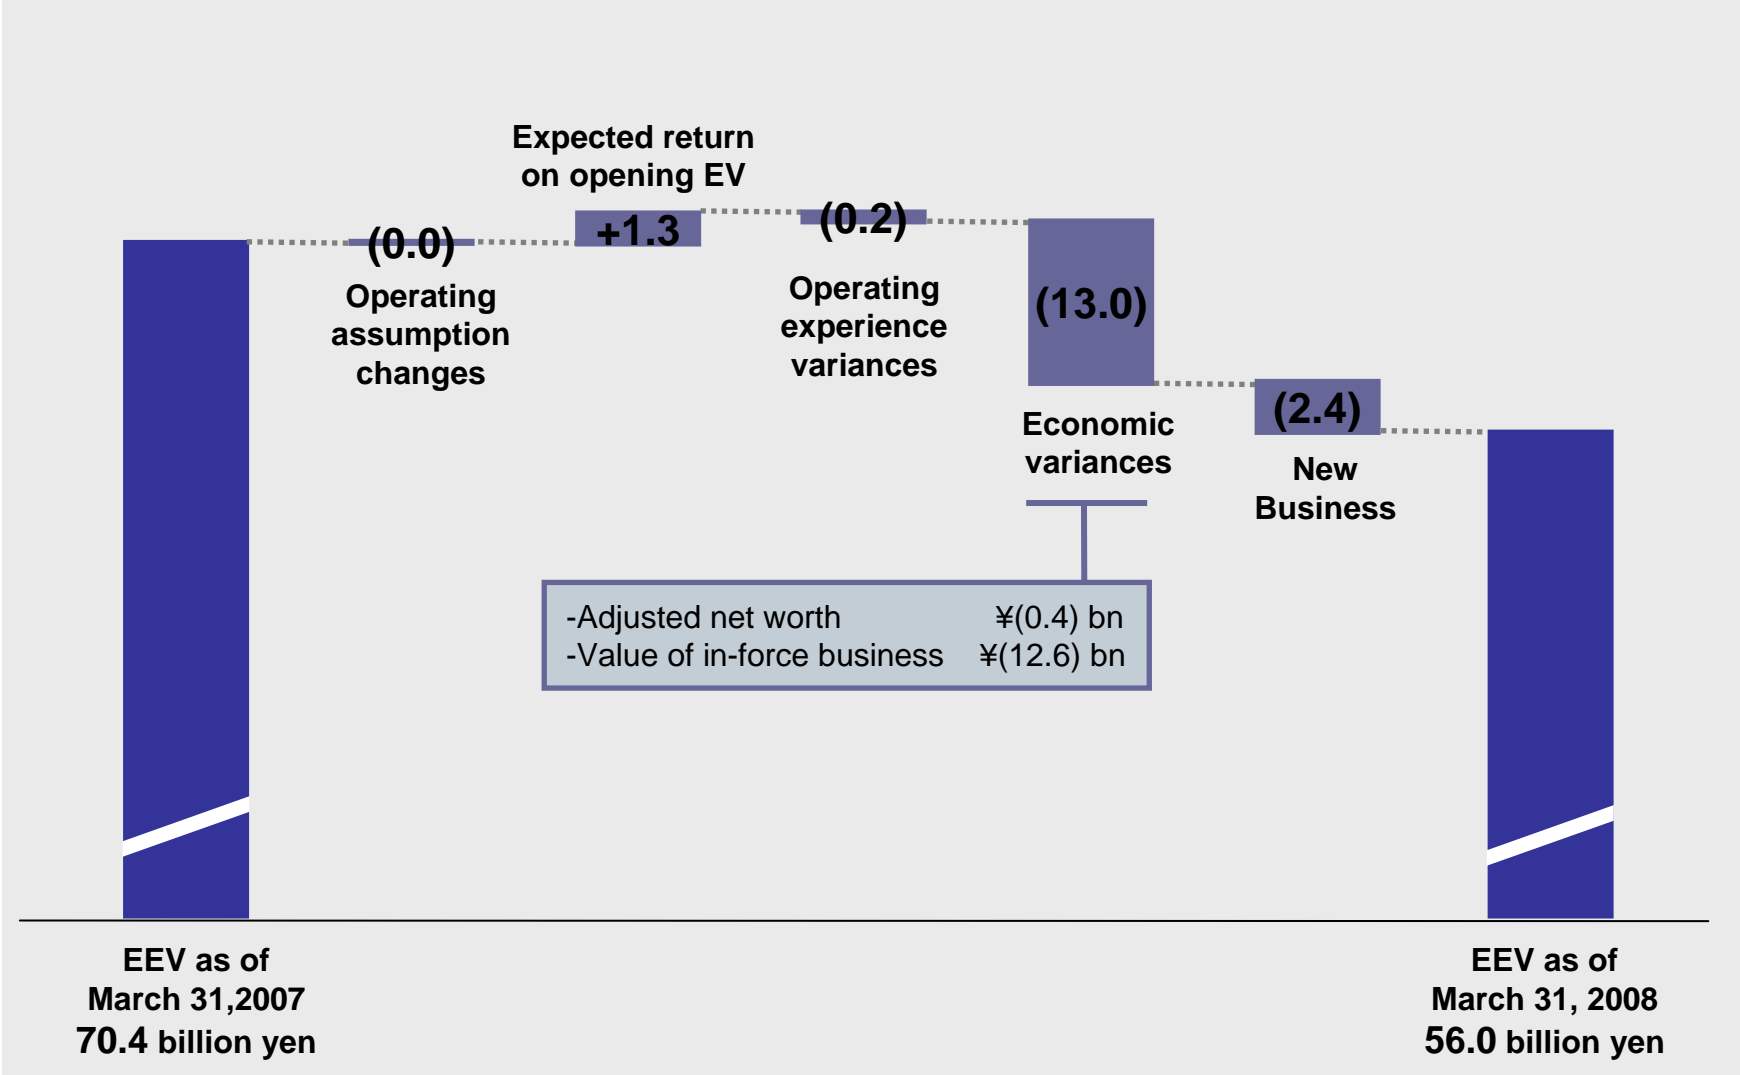 Expected return
on opening EV
(0.0)
+1.3
(0.2)
(13.0)
(2.4)
Operating
assumption
changes
Operating
experience
variances
Economic
variances
New
Business
-Adjusted net worth ¥(0.4) bn
-Value of in-force business ¥(12.6) bn
EEV as of
March 31,2007
70.4 billion yen
EEV as of
March 31, 2008
56.0 billion yen